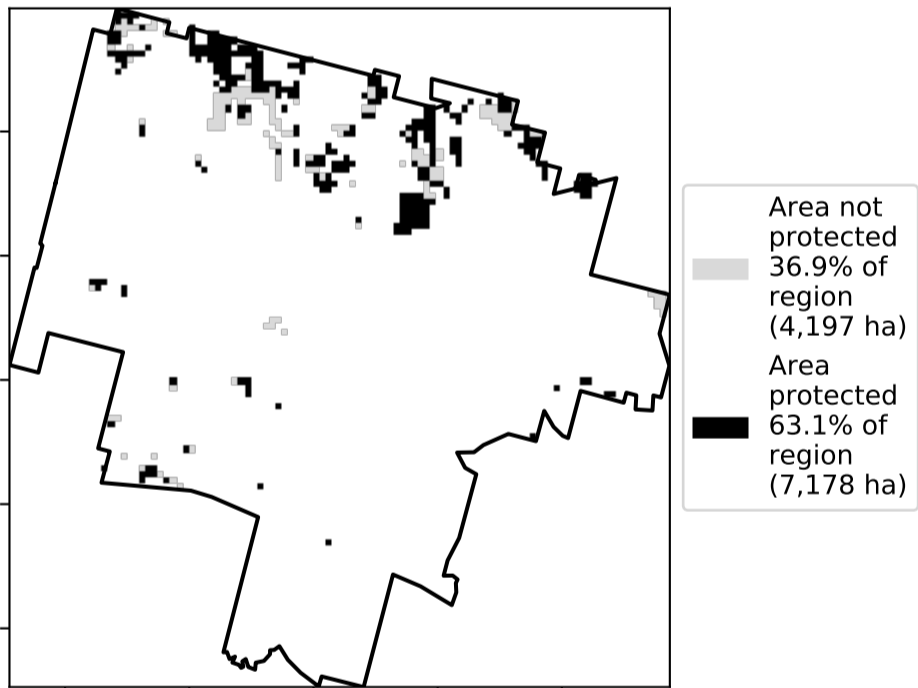 Area not
protected
36.9% of
region
(4,197 ha)
Area
protected
63.1% of
region
(7,178 ha)